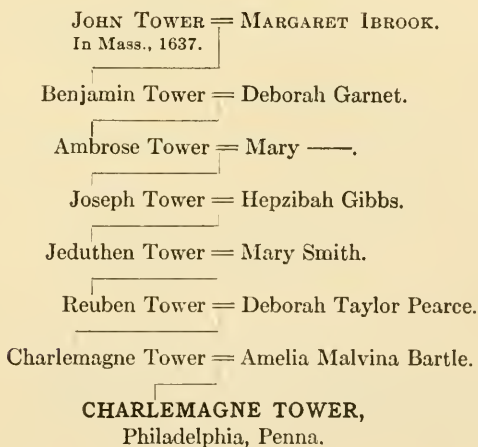 JOHN TOWER = MARGARET IBROOK.
In Mass., 1637.
Benjamin Tower = Deborah Garnet.
Ambrose Tower = Mary ——.
Joseph Tower = Hepzibah Gibbs.
Jeduthen Tower = Mary Smith.
Reuben Tower = Deborah Taylor Pearce.
Charlemagne Tower = Amelia Malvina Bartle.
CHARLEMAGNE TOWER,
Philadelphia, Penna.